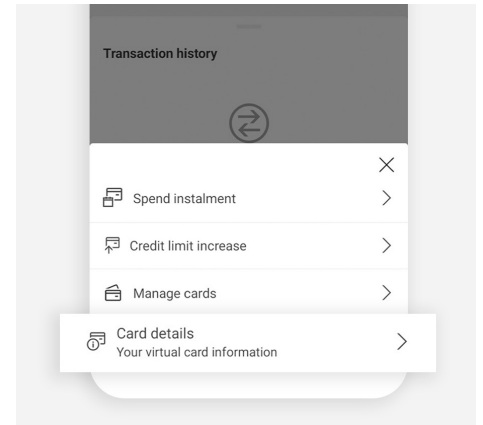 Transaction history
Spend instalment
Credit limit increase
Manage cards
Card details
Your virtual card information